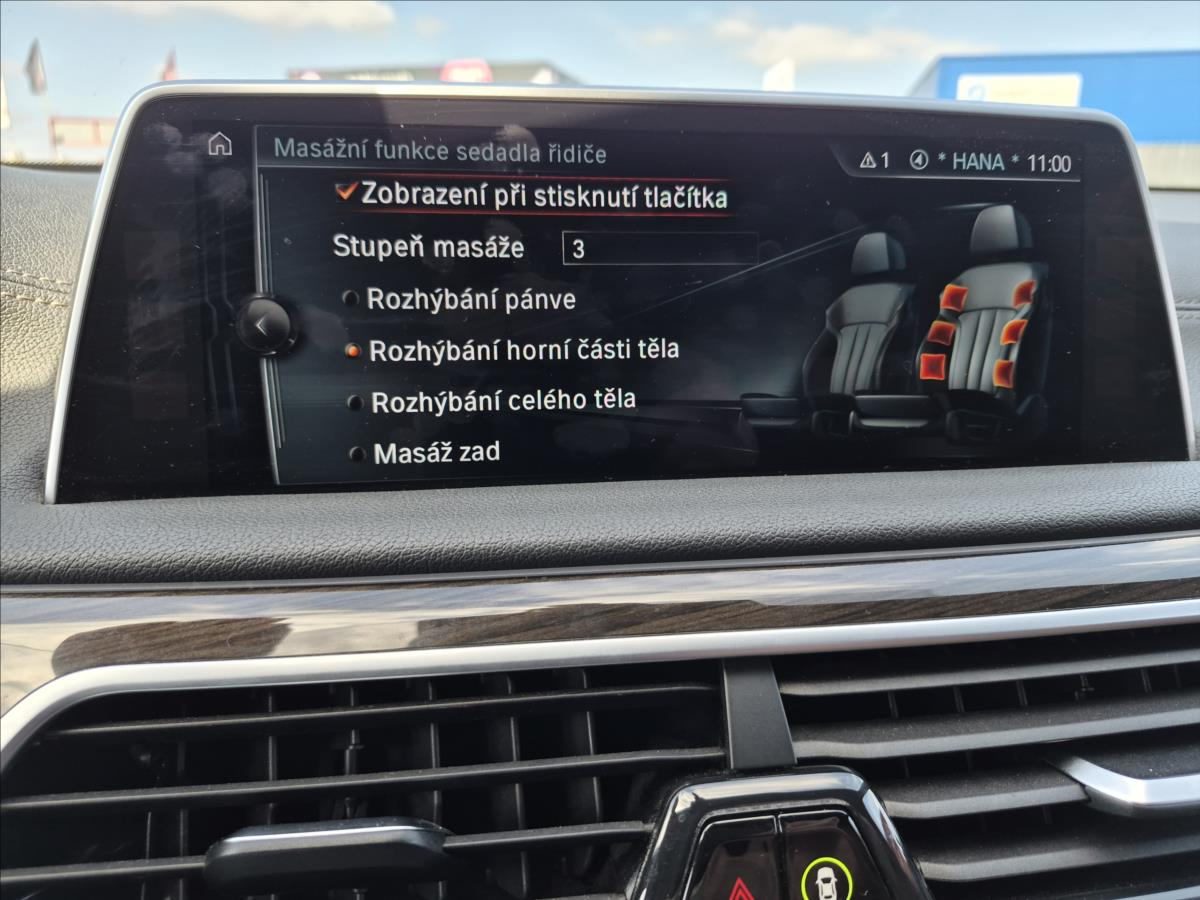 Masážní funkce sedadla řidiče
1 * HANA * 11:00
Zobrazení při stisknutí tlačítka
Stupeň masáže 3
Rozhýbání pánve
Rozhýbání horní části těla
Rozhýbání celého těla
Masáž zad